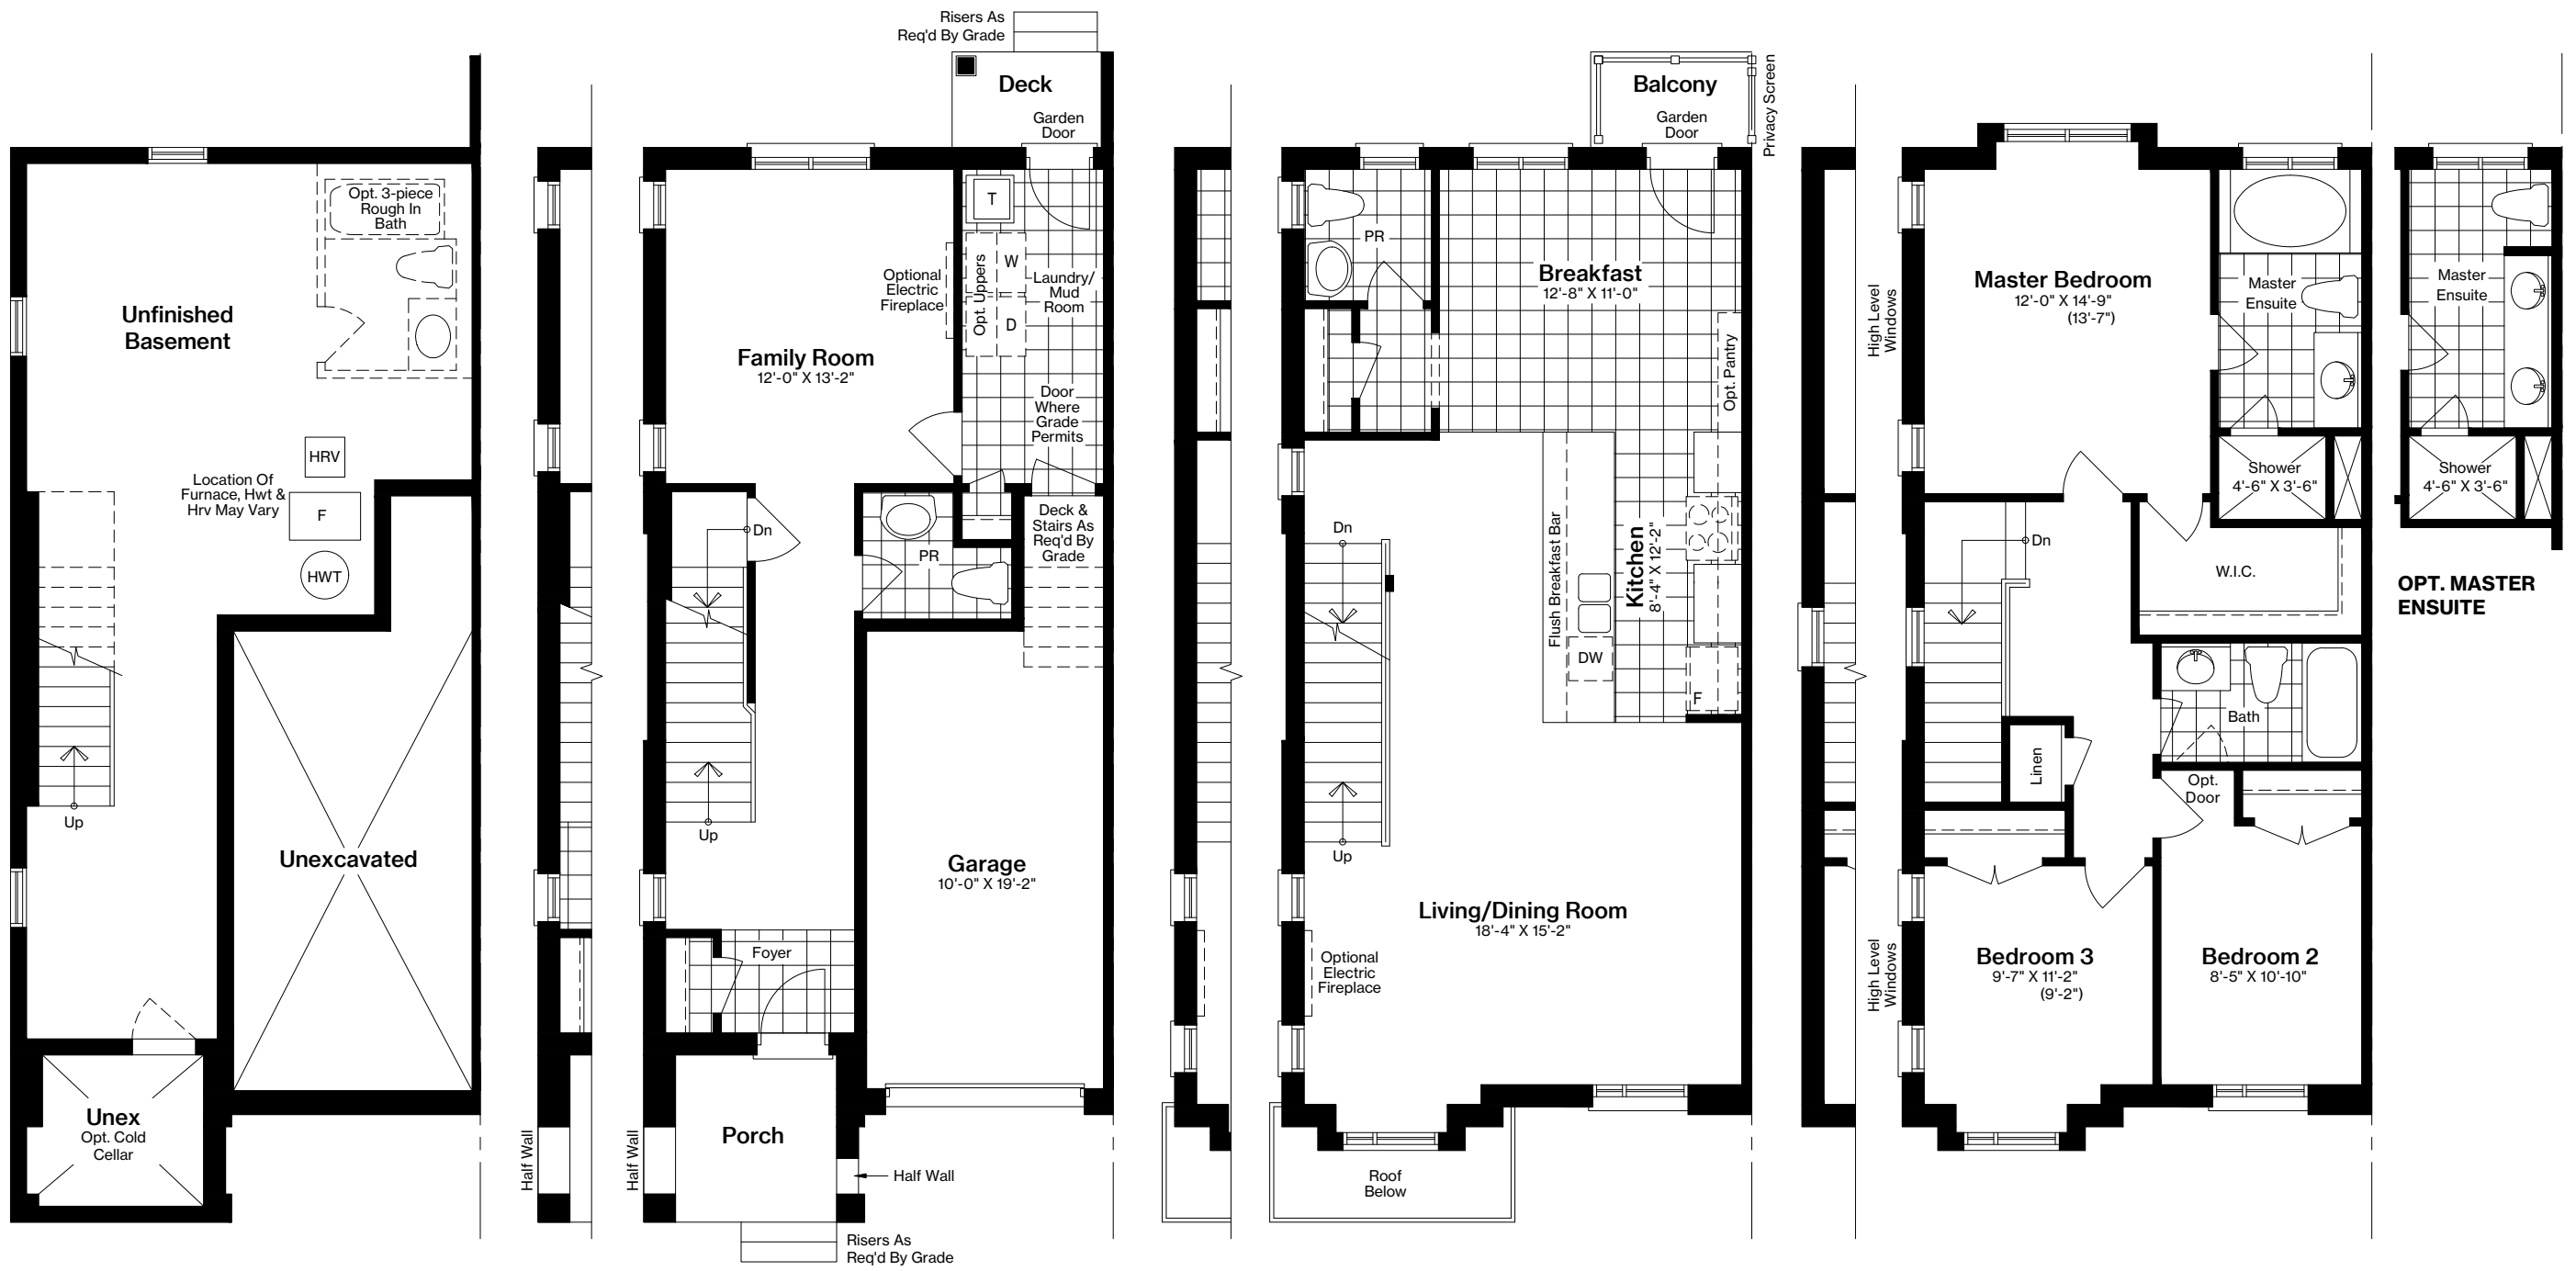 Unfinished
Basement
Opt. 3-piece
Rough In
Bath
HRV
Location Of
Furnace, Hwt &
Hrv May Vary
F
HWT
Up
Unexcavated
Unex
Opt. Cold
Cellar
Risers As
Req'd By Grade
Deck
Garden
Door
T
W
D
Opt. Uppers
Laundry/
Mud
Room
Optional
Electric
Fireplace
Family Room
12'-0" X 13'-2"
Door
Where
Grade
Permits
Deck &
Stairs As
Req'd By
Grade
Dn
PR
Up
Garage
10'-0" X 19'-2"
Foyer
Porch
Half Wall
Half Wall
Half Wall
Risers As
Req'd By Grade
Balcony
Garden
Door
Privacy Screen
PR
Breakfast
12'-8" X 11'-0"
Opt. Pantry
Flush Breakfast Bar
Kitchen
8'-4" X 12'-2"
DW
F
Dn
Up
Living/Dining Room
18'-4" X 15'-2"
Optional
Electric
Fireplace
Roof
Below
High Level
Windows
Master Bedroom
12'-0" X 14'-9"
(13'-7")
Master
Ensuite
Shower
4'-6" X 3'-6"
Dn
W.I.C.
Bath
Linen
Opt.
Door
High Level
Windows
Bedroom 3
9'-7" X 11'-2"
(9'-2")
Bedroom 2
8'-5" X 10'-10"
Master
Ensuite
Shower
4'-6" X 3'-6"
OPT. MASTER
ENSUITE